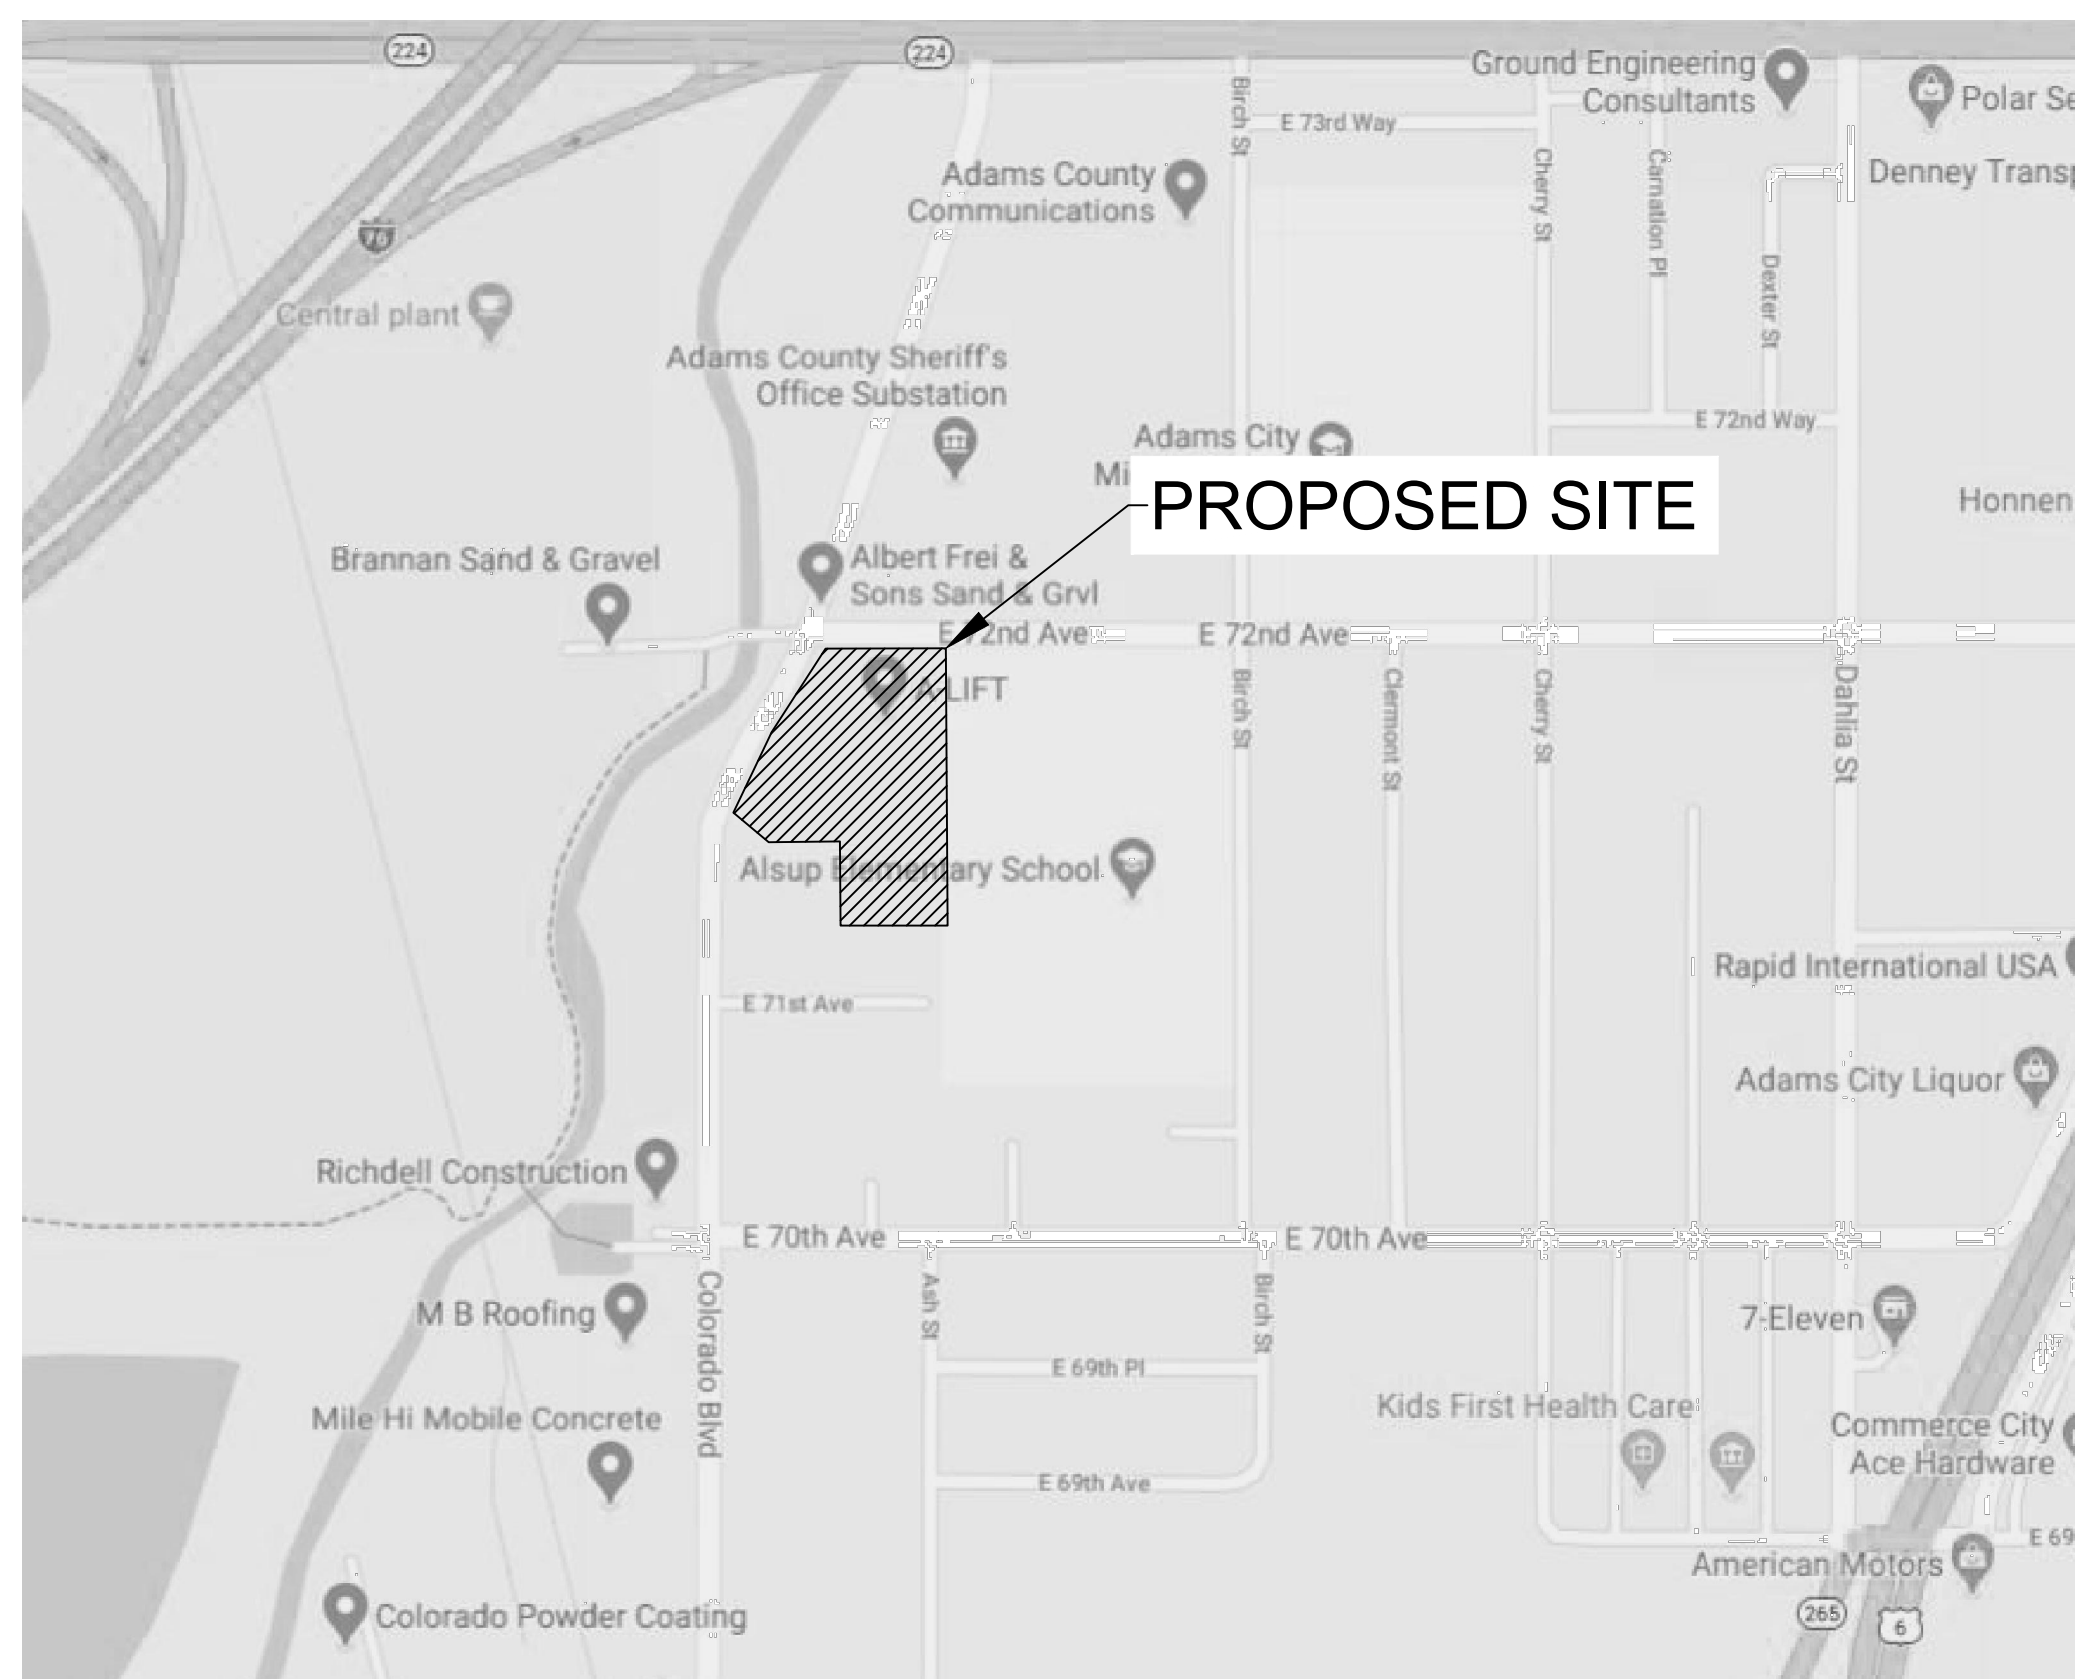 224
224
Ground Engineering
Consultants
Polar Se
Birch St
E 73rd Way
Cherry St
Carnation Pl
Denney Transp
Adams County
Communications
76
Dexter St
Central plant
Adams County Sheriff's
Office Substation
E 72nd Way
Adams City
Mi
PROPOSED SITE
Honnen
Brannan Sand & Gravel
Albert Frei &
Sons Sand & Grvl
E 72nd Ave
E 72nd Ave
A-LIFT
Birch St
Clermont St
Cherry St
Dahlia St
Alsup Elementary School
Rapid International USA
E 71st Ave
Adams City Liquor
Richdell Construction
E 70th Ave
E 70th Ave
Colorado Blvd
Ash St
Birch St
M B Roofing
7-Eleven
E 69th Pl
Kids First Health Care
Mile Hi Mobile Concrete
Commerce City
Ace Hardware
E 69th Ave
E 69
American Motors
Colorado Powder Coating
265
6